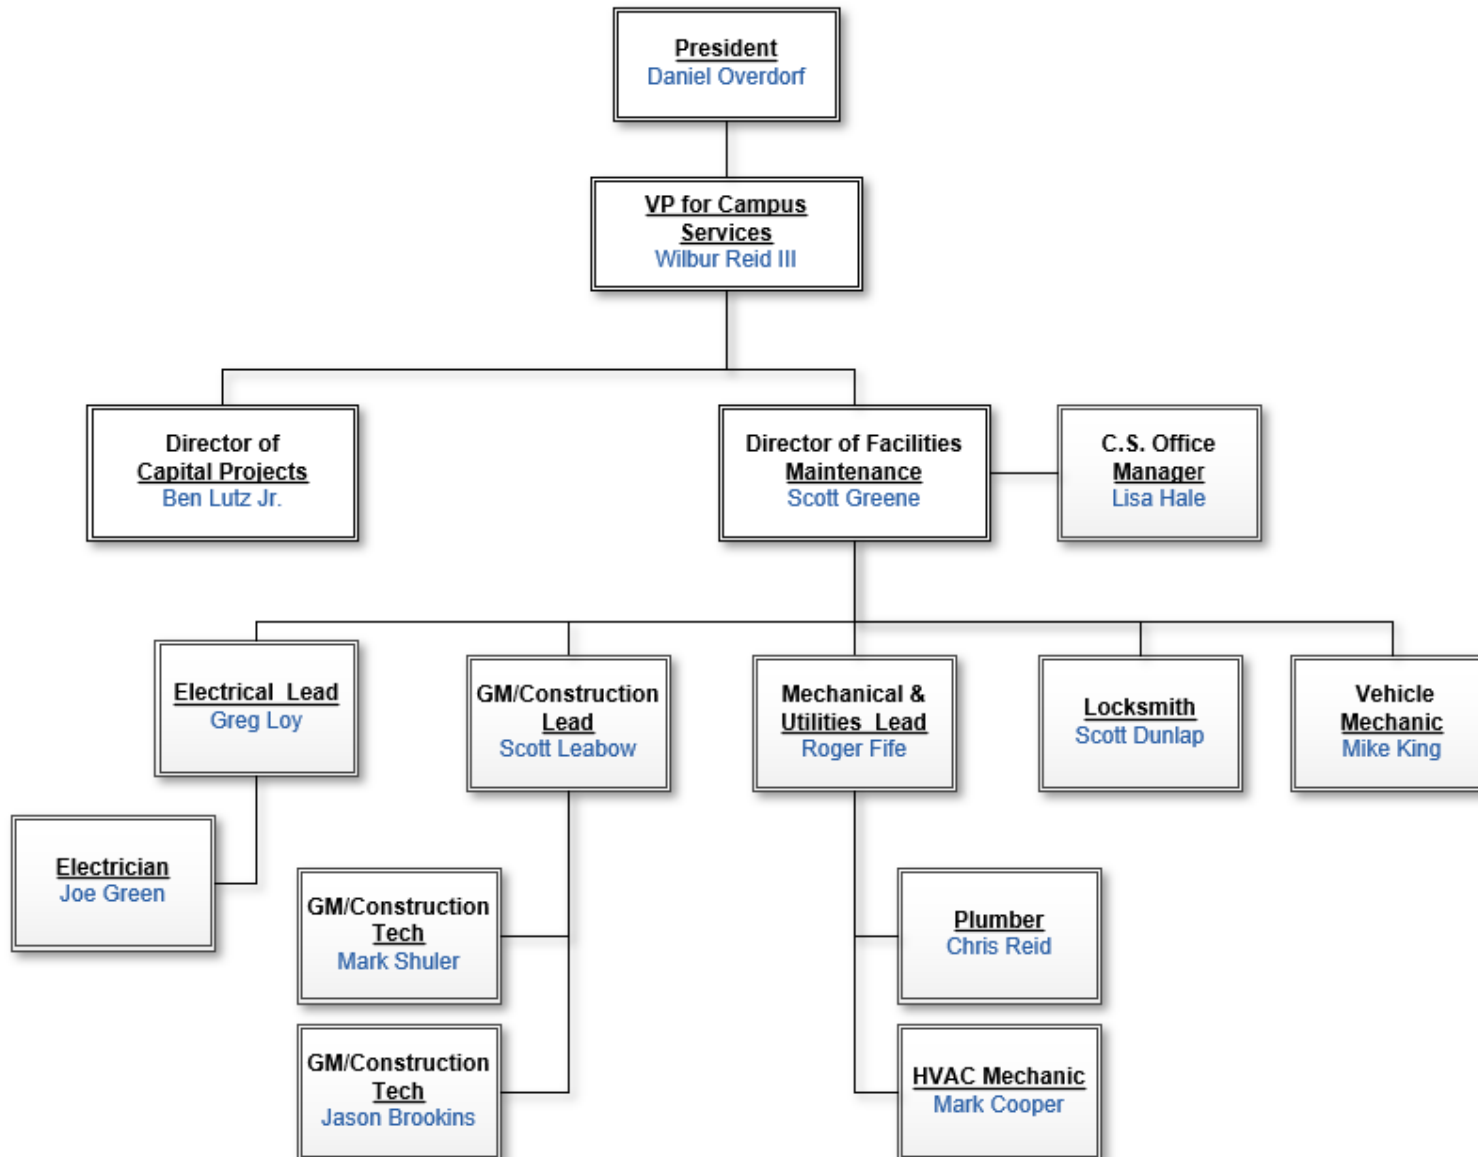 President
Daniel Overdorf
VP for Campus
Services
Wilbur Reid III
Director of
Capital Projects
Ben Lutz Jr.
Director of Facilities
Maintenance
Scott Greene
C.S. Office
Manager
Lisa Hale
Electrical Lead
Greg Loy
GM/Construction
Lead
Scott Leabow
Mechanical &
Utilities Lead
Roger Fife
Locksmith
Scott Dunlap
Vehicle
Mechanic
Mike King
Electrician
Joe Green
GM/Construction
Tech
Mark Shuler
Plumber
Chris Reid
GM/Construction
Tech
Jason Brookins
HVAC Mechanic
Mark Cooper